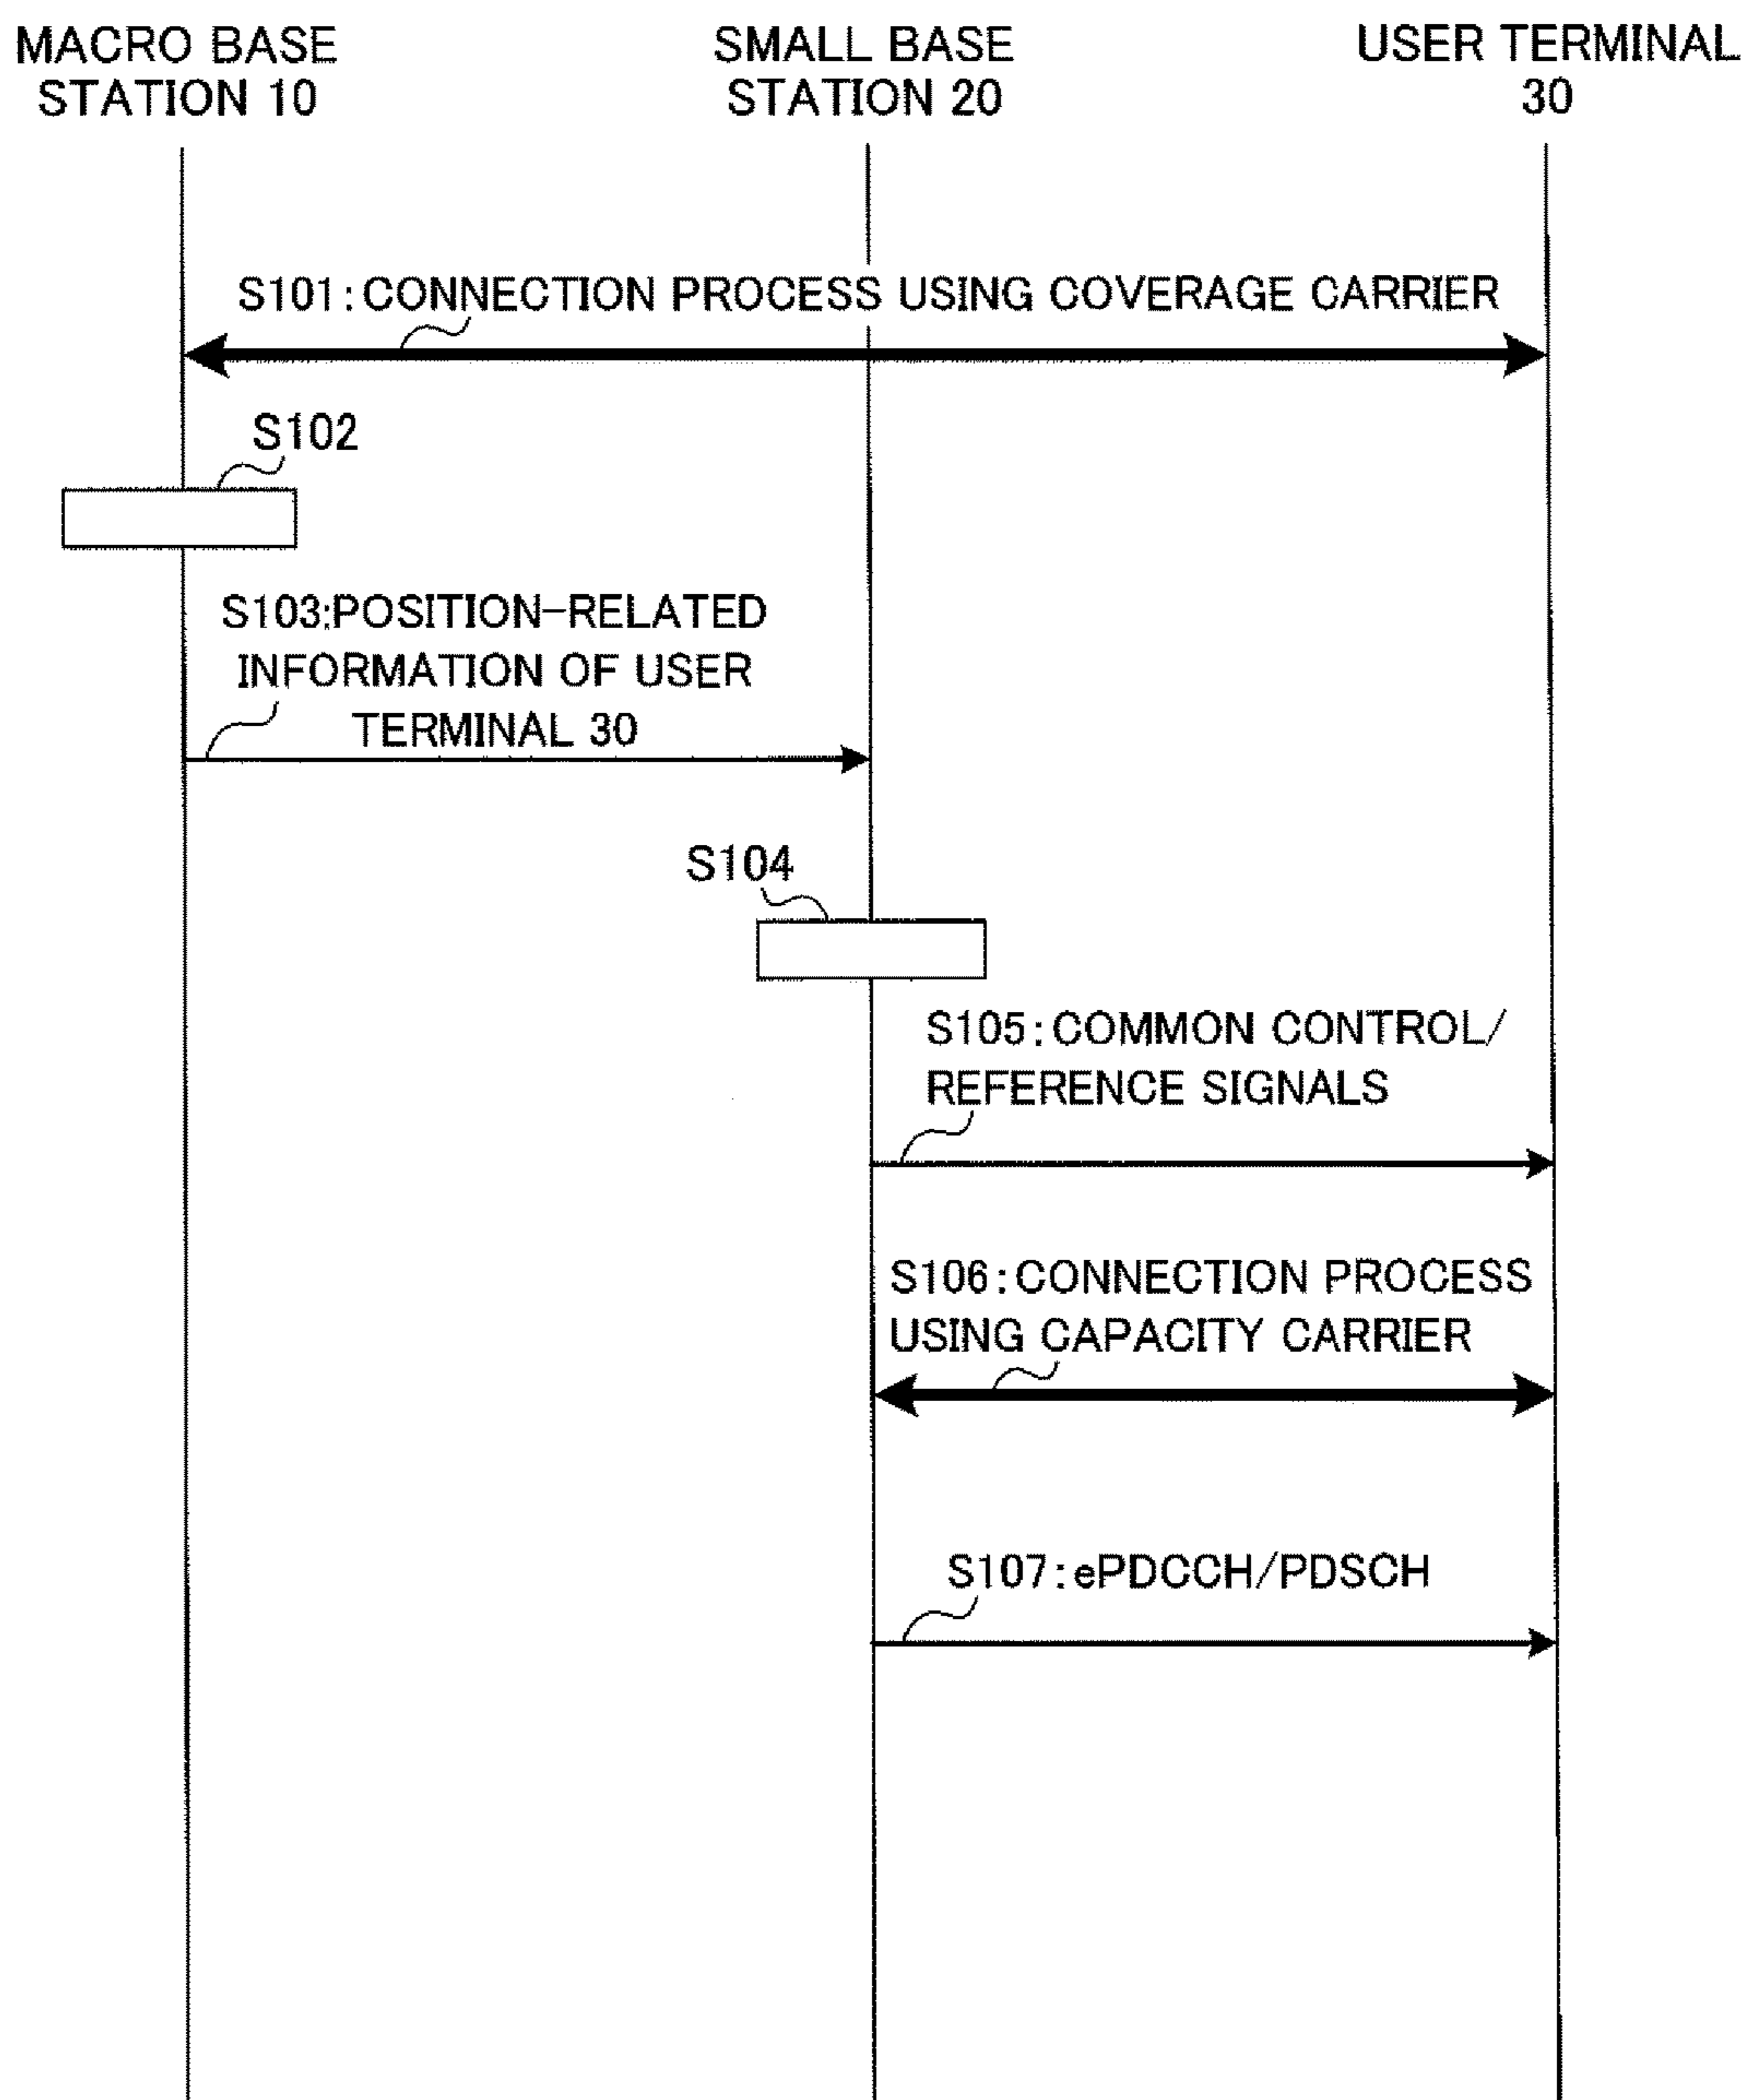 MACRO BASE
STATION 10
SMALL BASE
STATION 20
USER TERMINAL
30
S101:CONNECTION PROCESS USING COVERAGE CARRIER
S102
S103:POSITION-RELATED
INFORMATION OF USER
TERMINAL 30
S104
S105:COMMON CONTROL/
REFERENCE SIGNALS
S106:CONNECTION PROCESS
USING CAPACITY CARRIER
S107:ePDCCH/PDSCH